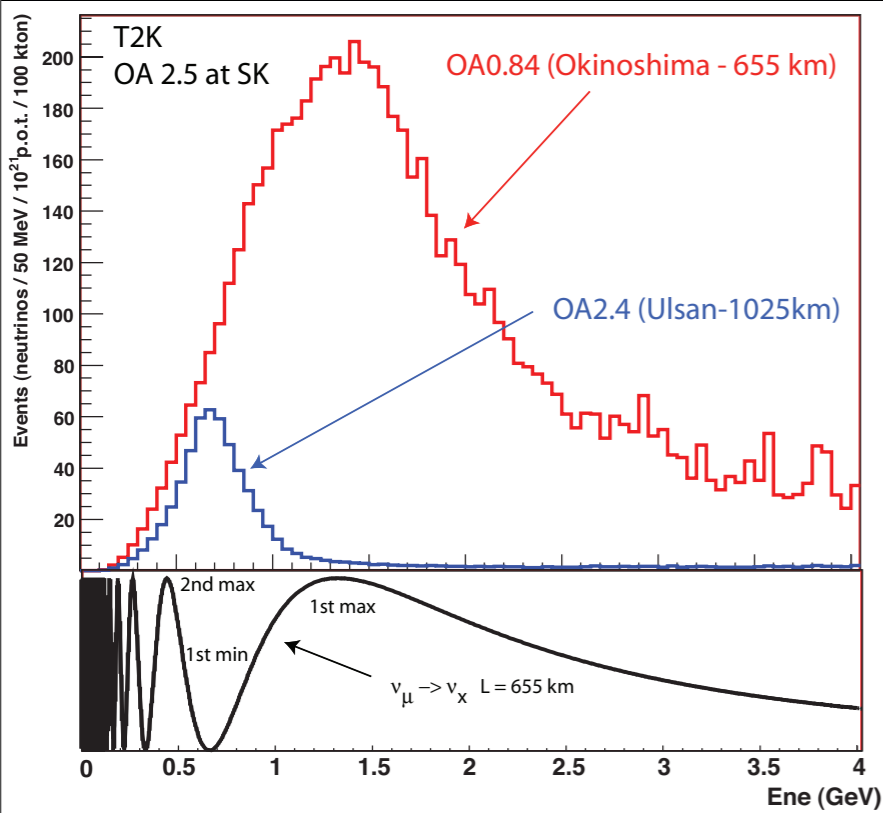 T2K
OA 2.5 at SK
OA0.84 (Okinoshima - 655 km)
OA2.4 (Ulsan-1025km)
Events (neutrinos / 50 MeV / 10²¹p.o.t. / 100 kton)
200
180
160
140
120
100
80
60
40
20
2nd max
1st max
1st min
ν_μ –> ν_x L = 655 km
0 0.5 1 1.5 2 2.5 3 3.5 4
Ene (GeV)